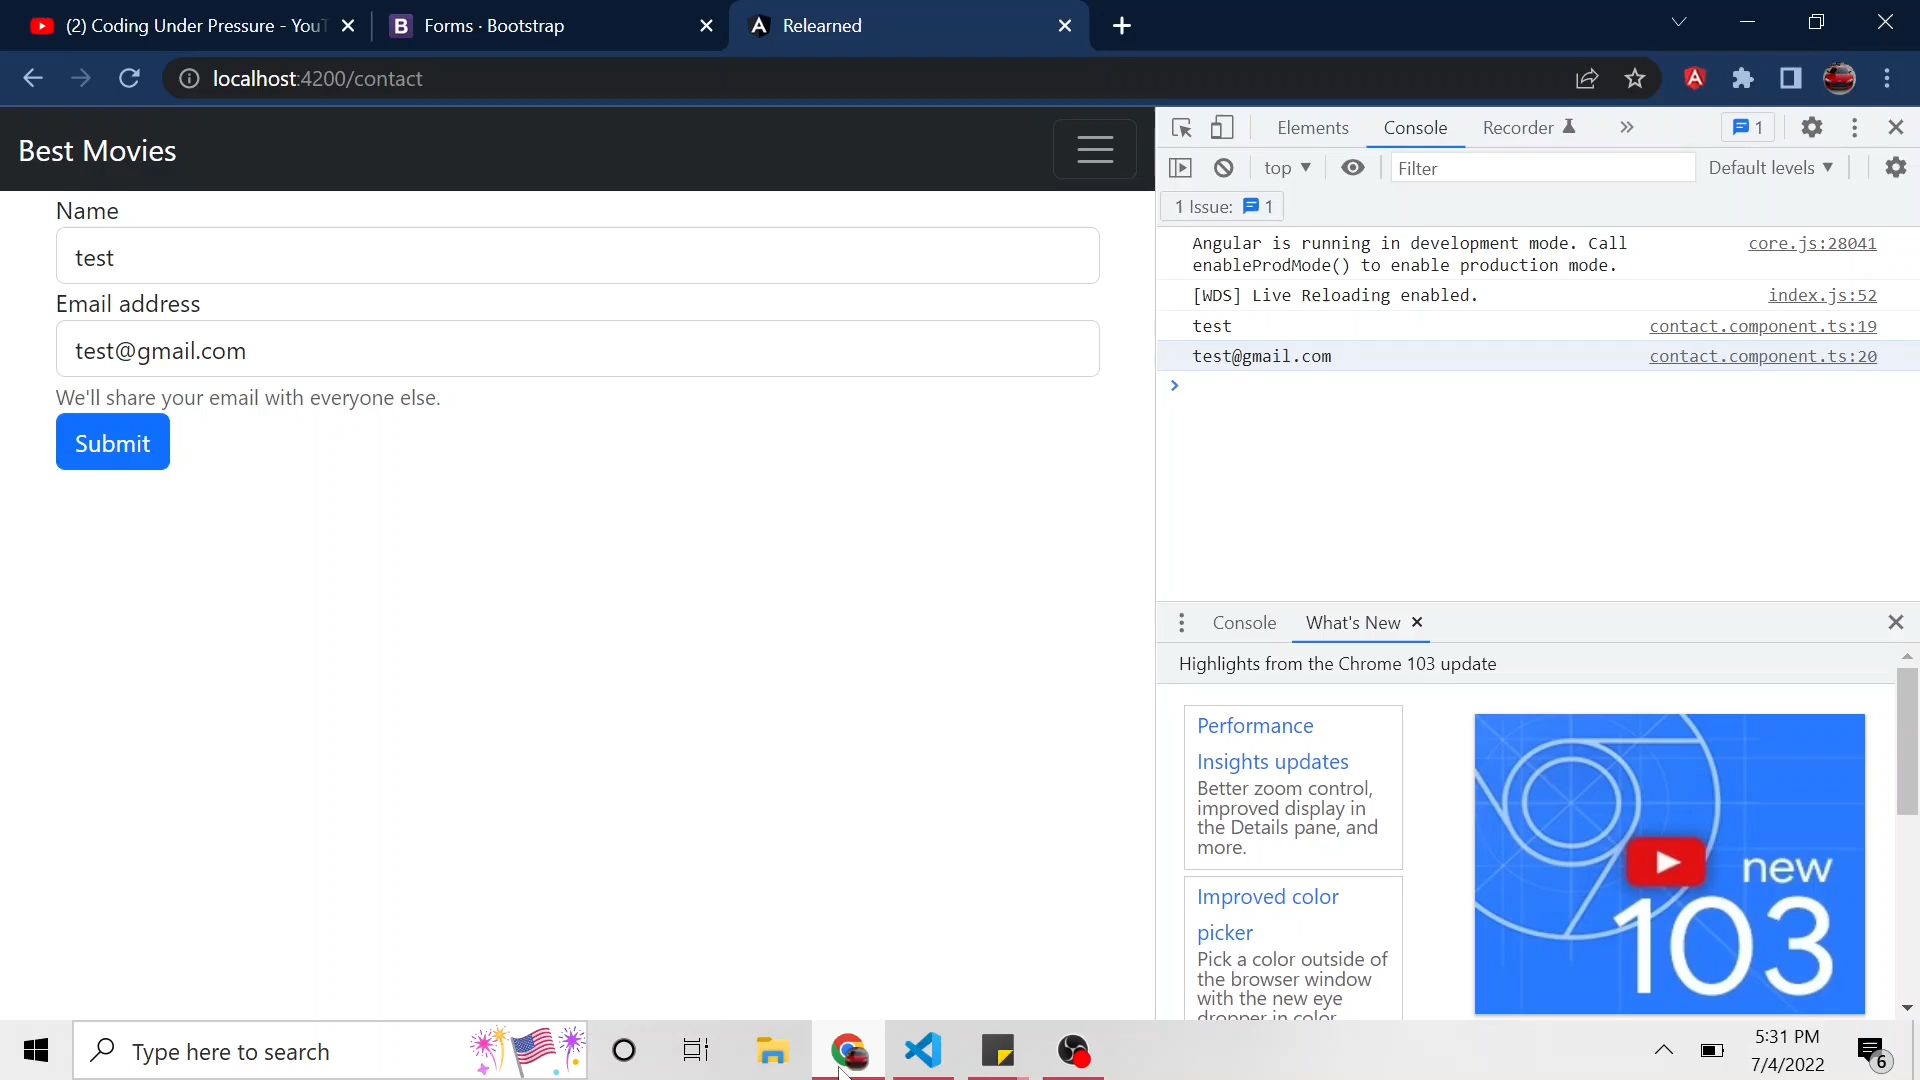 (2) Coding Under Pressure - YouT
Forms · Bootstrap
Relearned
localhost:4200/contact
Best Movies
Name
test
Email address
test@gmail.com
We'll share your email with everyone else.
Submit
Elements
Console
Recorder
1
top
Filter
Default levels
1 Issue: 1
Angular is running in development mode. Call core.js:28041
enableProdMode() to enable production mode.
[WDS] Live Reloading enabled. index.js:52
test contact.component.ts:19
test@gmail.com contact.component.ts:20
Console
What's New
Highlights from the Chrome 103 update
Performance
Insights updates
Better zoom control,
improved display in
the Details pane, and
more.
Improved color
picker
Pick a color outside of
the browser window
with the new eye
dropper in color
new
103
Type here to search
5:31 PM
7/4/2022
6